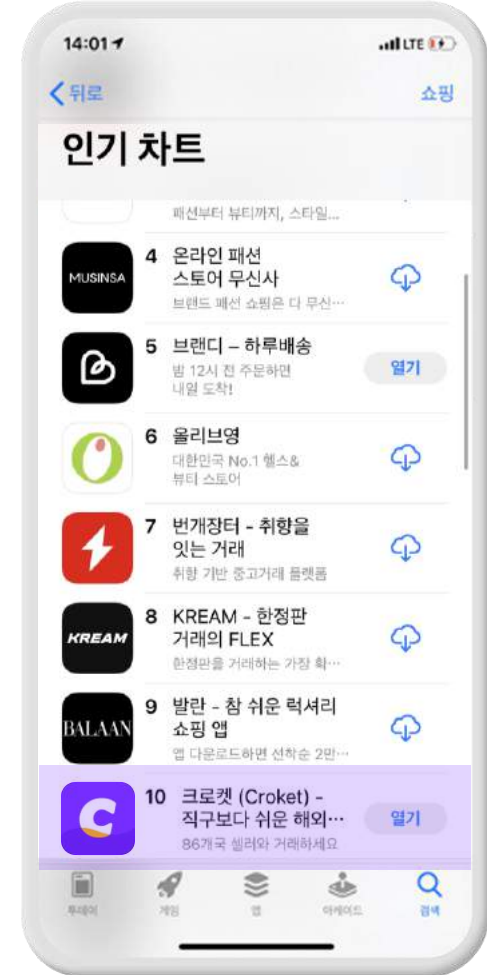 14:01
LTE
뒤로
쇼핑
인기 차트
패션부터 뷰티까지, 스타일...
MUSINSA
4 온라인 패션
스토어 무신사
브랜드 패션 쇼핑은 다 무신…
5 브랜디 – 하루배송
밤 12시 전 주문하면
내일 도착!
열기
6 올리브영
대한민국 No.1 헬스&
뷰티 스토어
7 번개장터 - 취향을
잇는 거래
취향 기반 중고거래 플랫폼
KREAM
8 KREAM - 한정판
거래의 FLEX
한정판을 거래하는 가장 확…
BALAAN
9 발란 - 참 쉬운 럭셔리
쇼핑 앱
앱 다운로드하면 선착순 2만…
10 크로켓 (Croket) -
직구보다 쉬운 해외…
86개국 셀러와 거래하세요
열기
투데이
게임
앱
아케이드
검색